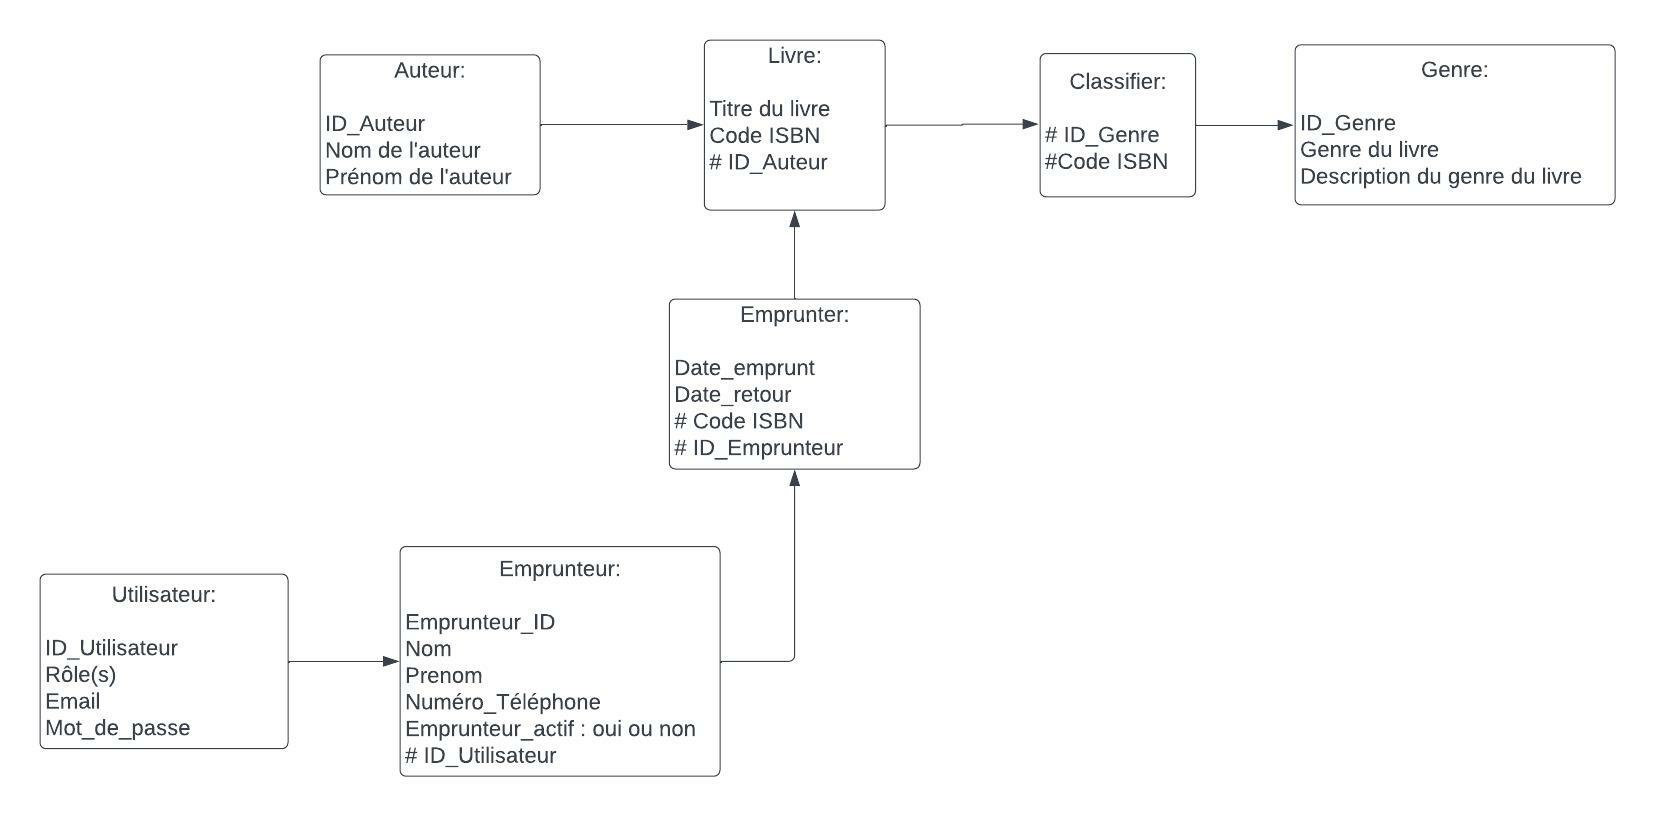 Auteur:
ID_Auteur
Nom de l'auteur
Prénom de l'auteur
Livre:
Titre du livre
Code ISBN
# ID_Auteur
Classifier:
# ID_Genre
#Code ISBN
Genre:
ID_Genre
Genre du livre
Description du genre du livre
Emprunter:
Date_emprunt
Date_retour
# Code ISBN
# ID_Emprunteur
Utilisateur:
ID_Utilisateur
Rôle(s)
Email
Mot_de_passe
Emprunteur:
Emprunteur_ID
Nom
Prenom
Numéro_Téléphone
Emprunteur_actif : oui ou non
# ID_Utilisateur